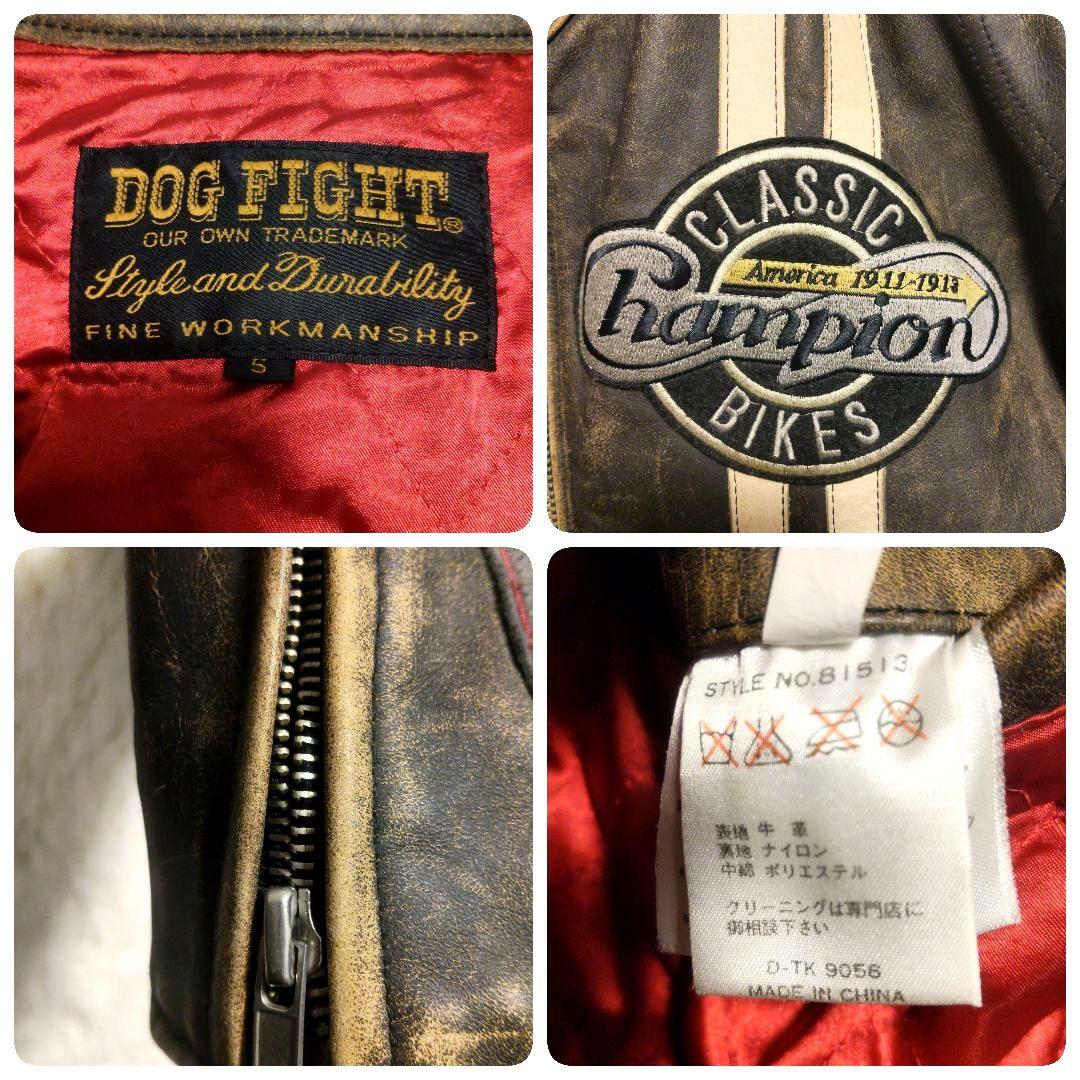 DOG FIGHT®
OUR OWN TRADEMARK
Style and Durability
FINE WORKMANSHIP
5
CLASSIC
America 1911-1913
Champion
BIKES
STYLE NO.81513
表地 牛 革
裏地 ナイロン
中綿 ポリエステル
クリーニングは専門店に
御相談下さい
D-TK 9056
MADE IN CHINA